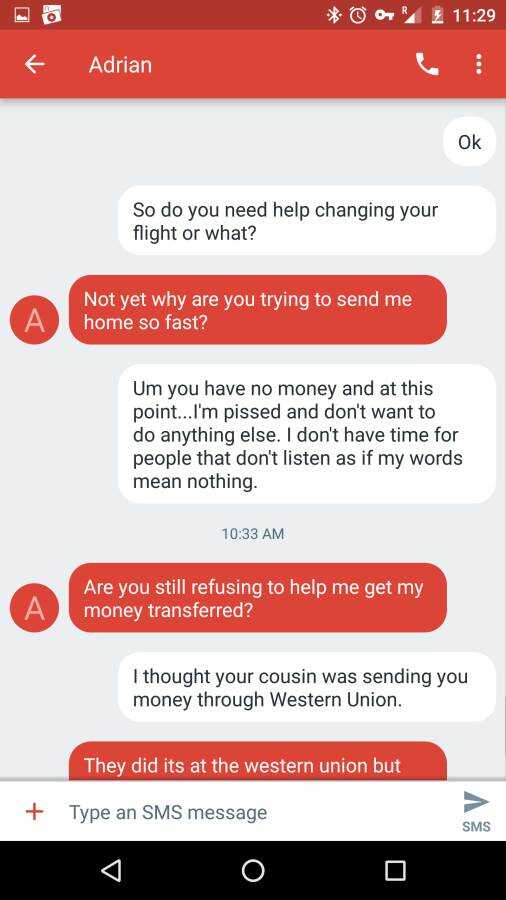 R 11:29
Adrian
Ok
So do you need help changing your
flight or what?
A
Not yet why are you trying to send me
home so fast?
Um you have no money and at this
point...I'm pissed and don't want to
do anything else. I don't have time for
people that don't listen as if my words
mean nothing.
10:33 AM
A
Are you still refusing to help me get my
money transferred?
I thought your cousin was sending you
money through Western Union.
They did its at the western union but
Type an SMS message
SMS